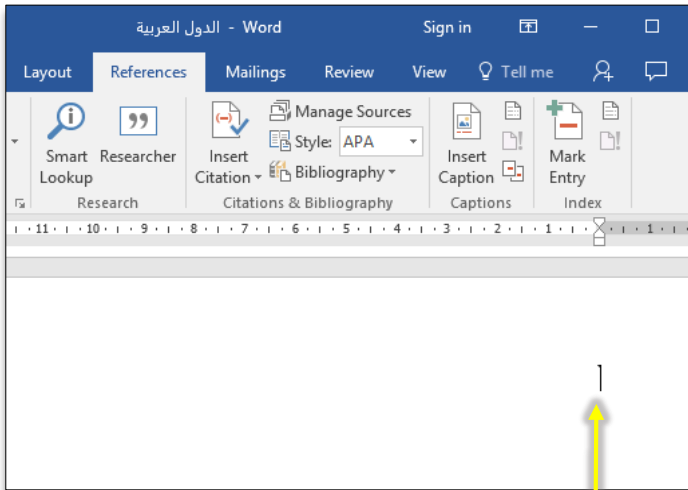 الدول العربية - Word Sign in
Layout References Mailings Review View Tell me
Smart Lookup
Researcher
Research
Insert Citation
Manage Sources
Style: APA
Bibliography
Citations & Bibliography
Insert Caption
Captions
Mark Entry
Index
11 10 9 8 7 6 5 4 3 2 1 1